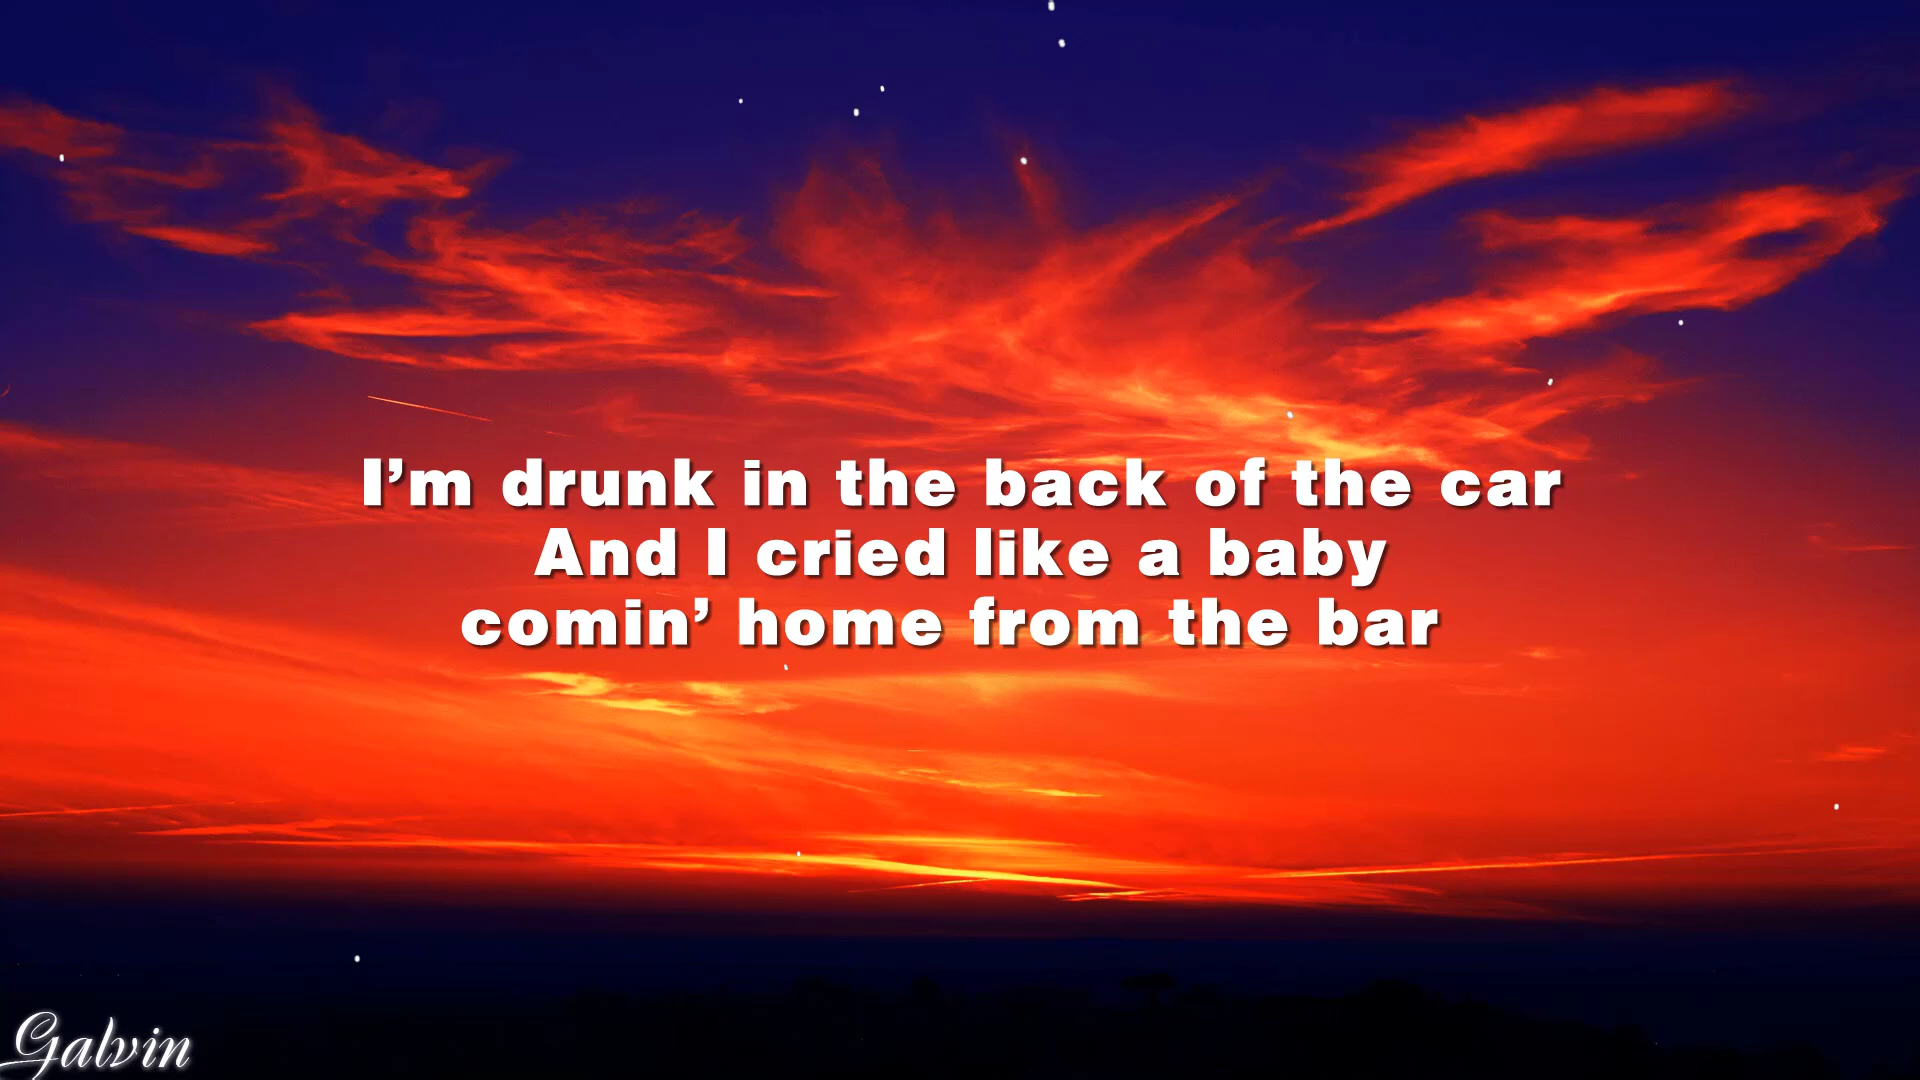 I’m drunk in the back of the car
And I cried like a baby
comin’ home from the bar
Galvin